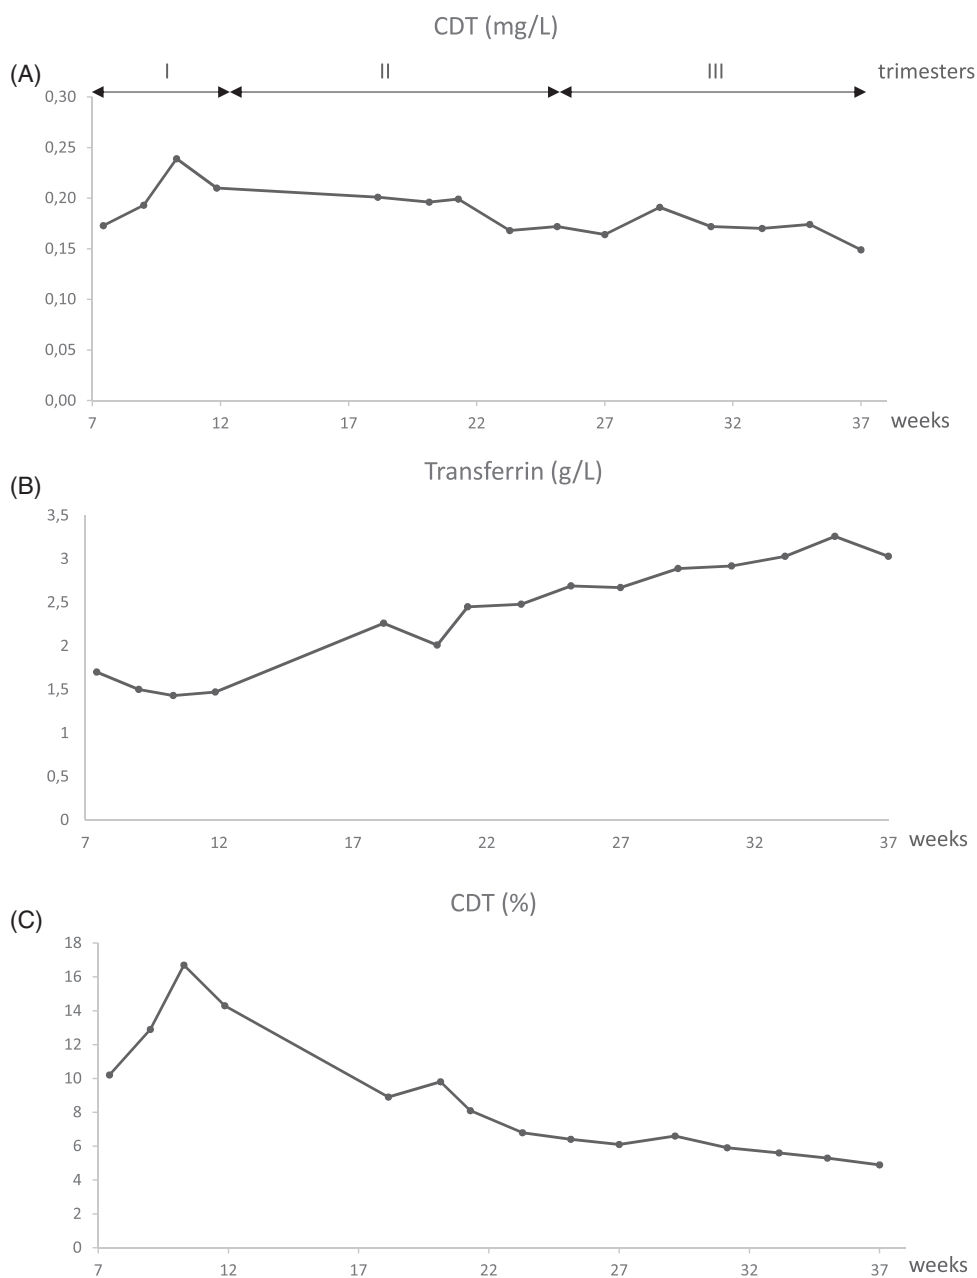 CDT (mg/L)
(A) I II III trimesters
0,30
0,25
0,20
0,15
0,10
0,05
0,00
7 12 17 22 27 32 37 weeks
Transferrin (g/L)
(B)
3,5
3
2,5
2
1,5
1
0,5
0
7 12 17 22 27 32 37 weeks
CDT (%)
(C)
18
16
14
12
10
8
6
4
2
0
7 12 17 22 27 32 37 weeks